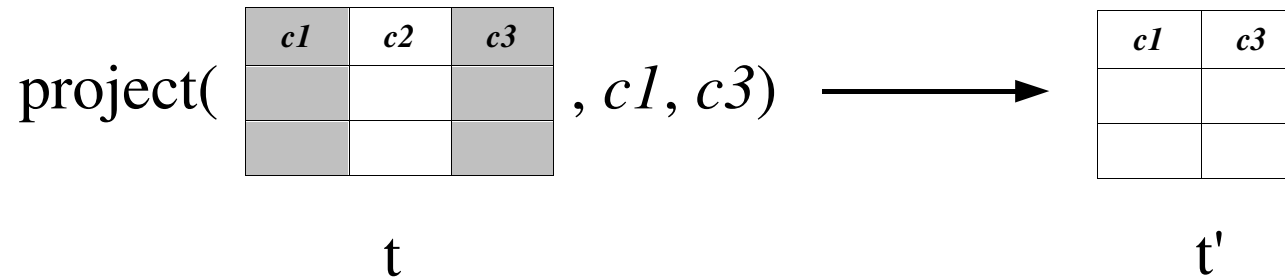 c1 c2 c3 c1 c3
project( , c1, c3)
t t'